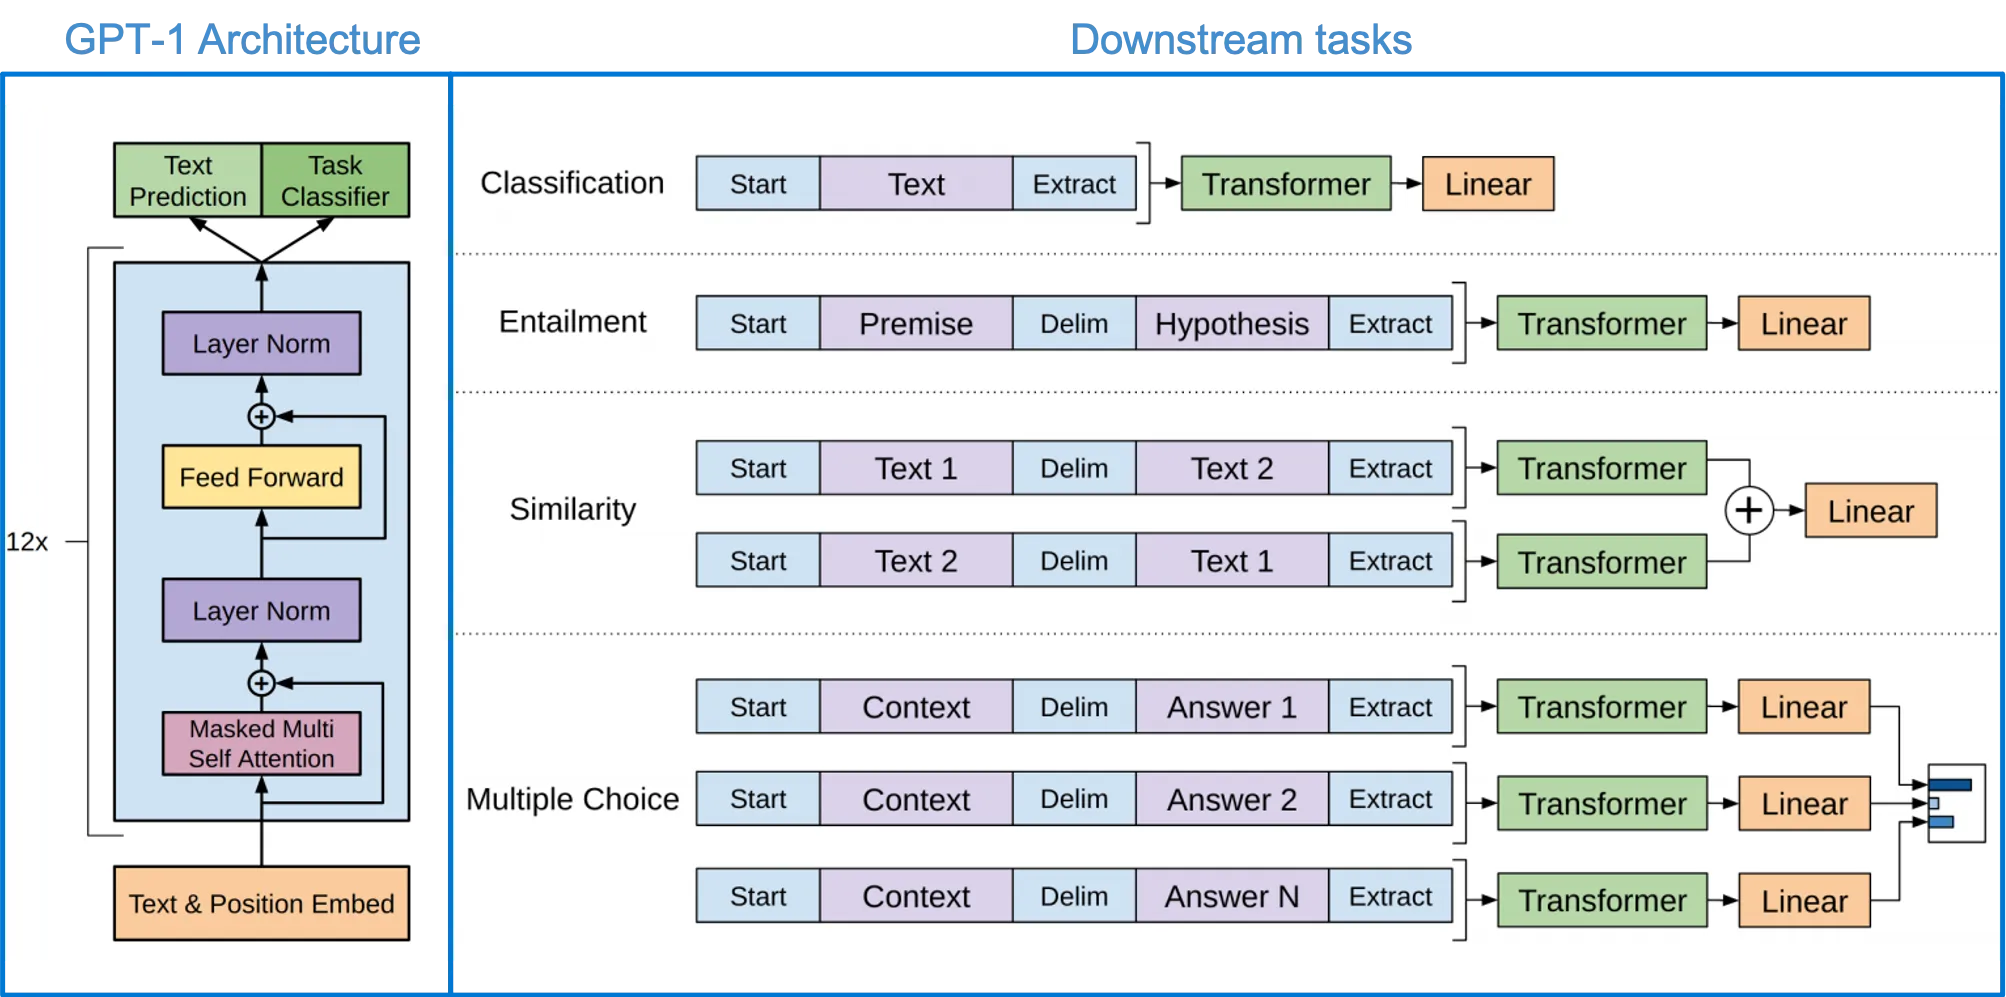 GPT-1 Architecture
Downstream tasks
Text
Prediction
Task
Classifier
Layer Norm
Feed Forward
12x
Layer Norm
Masked Multi
Self Attention
Text & Position Embed
Classification
Start Text Extract Transformer Linear
Entailment
Start Premise Delim Hypothesis Extract Transformer Linear
Similarity
Start Text 1 Delim Text 2 Extract Transformer
+ Linear
Start Text 2 Delim Text 1 Extract Transformer
Multiple Choice
Start Context Delim Answer 1 Extract Transformer Linear
Start Context Delim Answer 2 Extract Transformer Linear
Start Context Delim Answer N Extract Transformer Linear